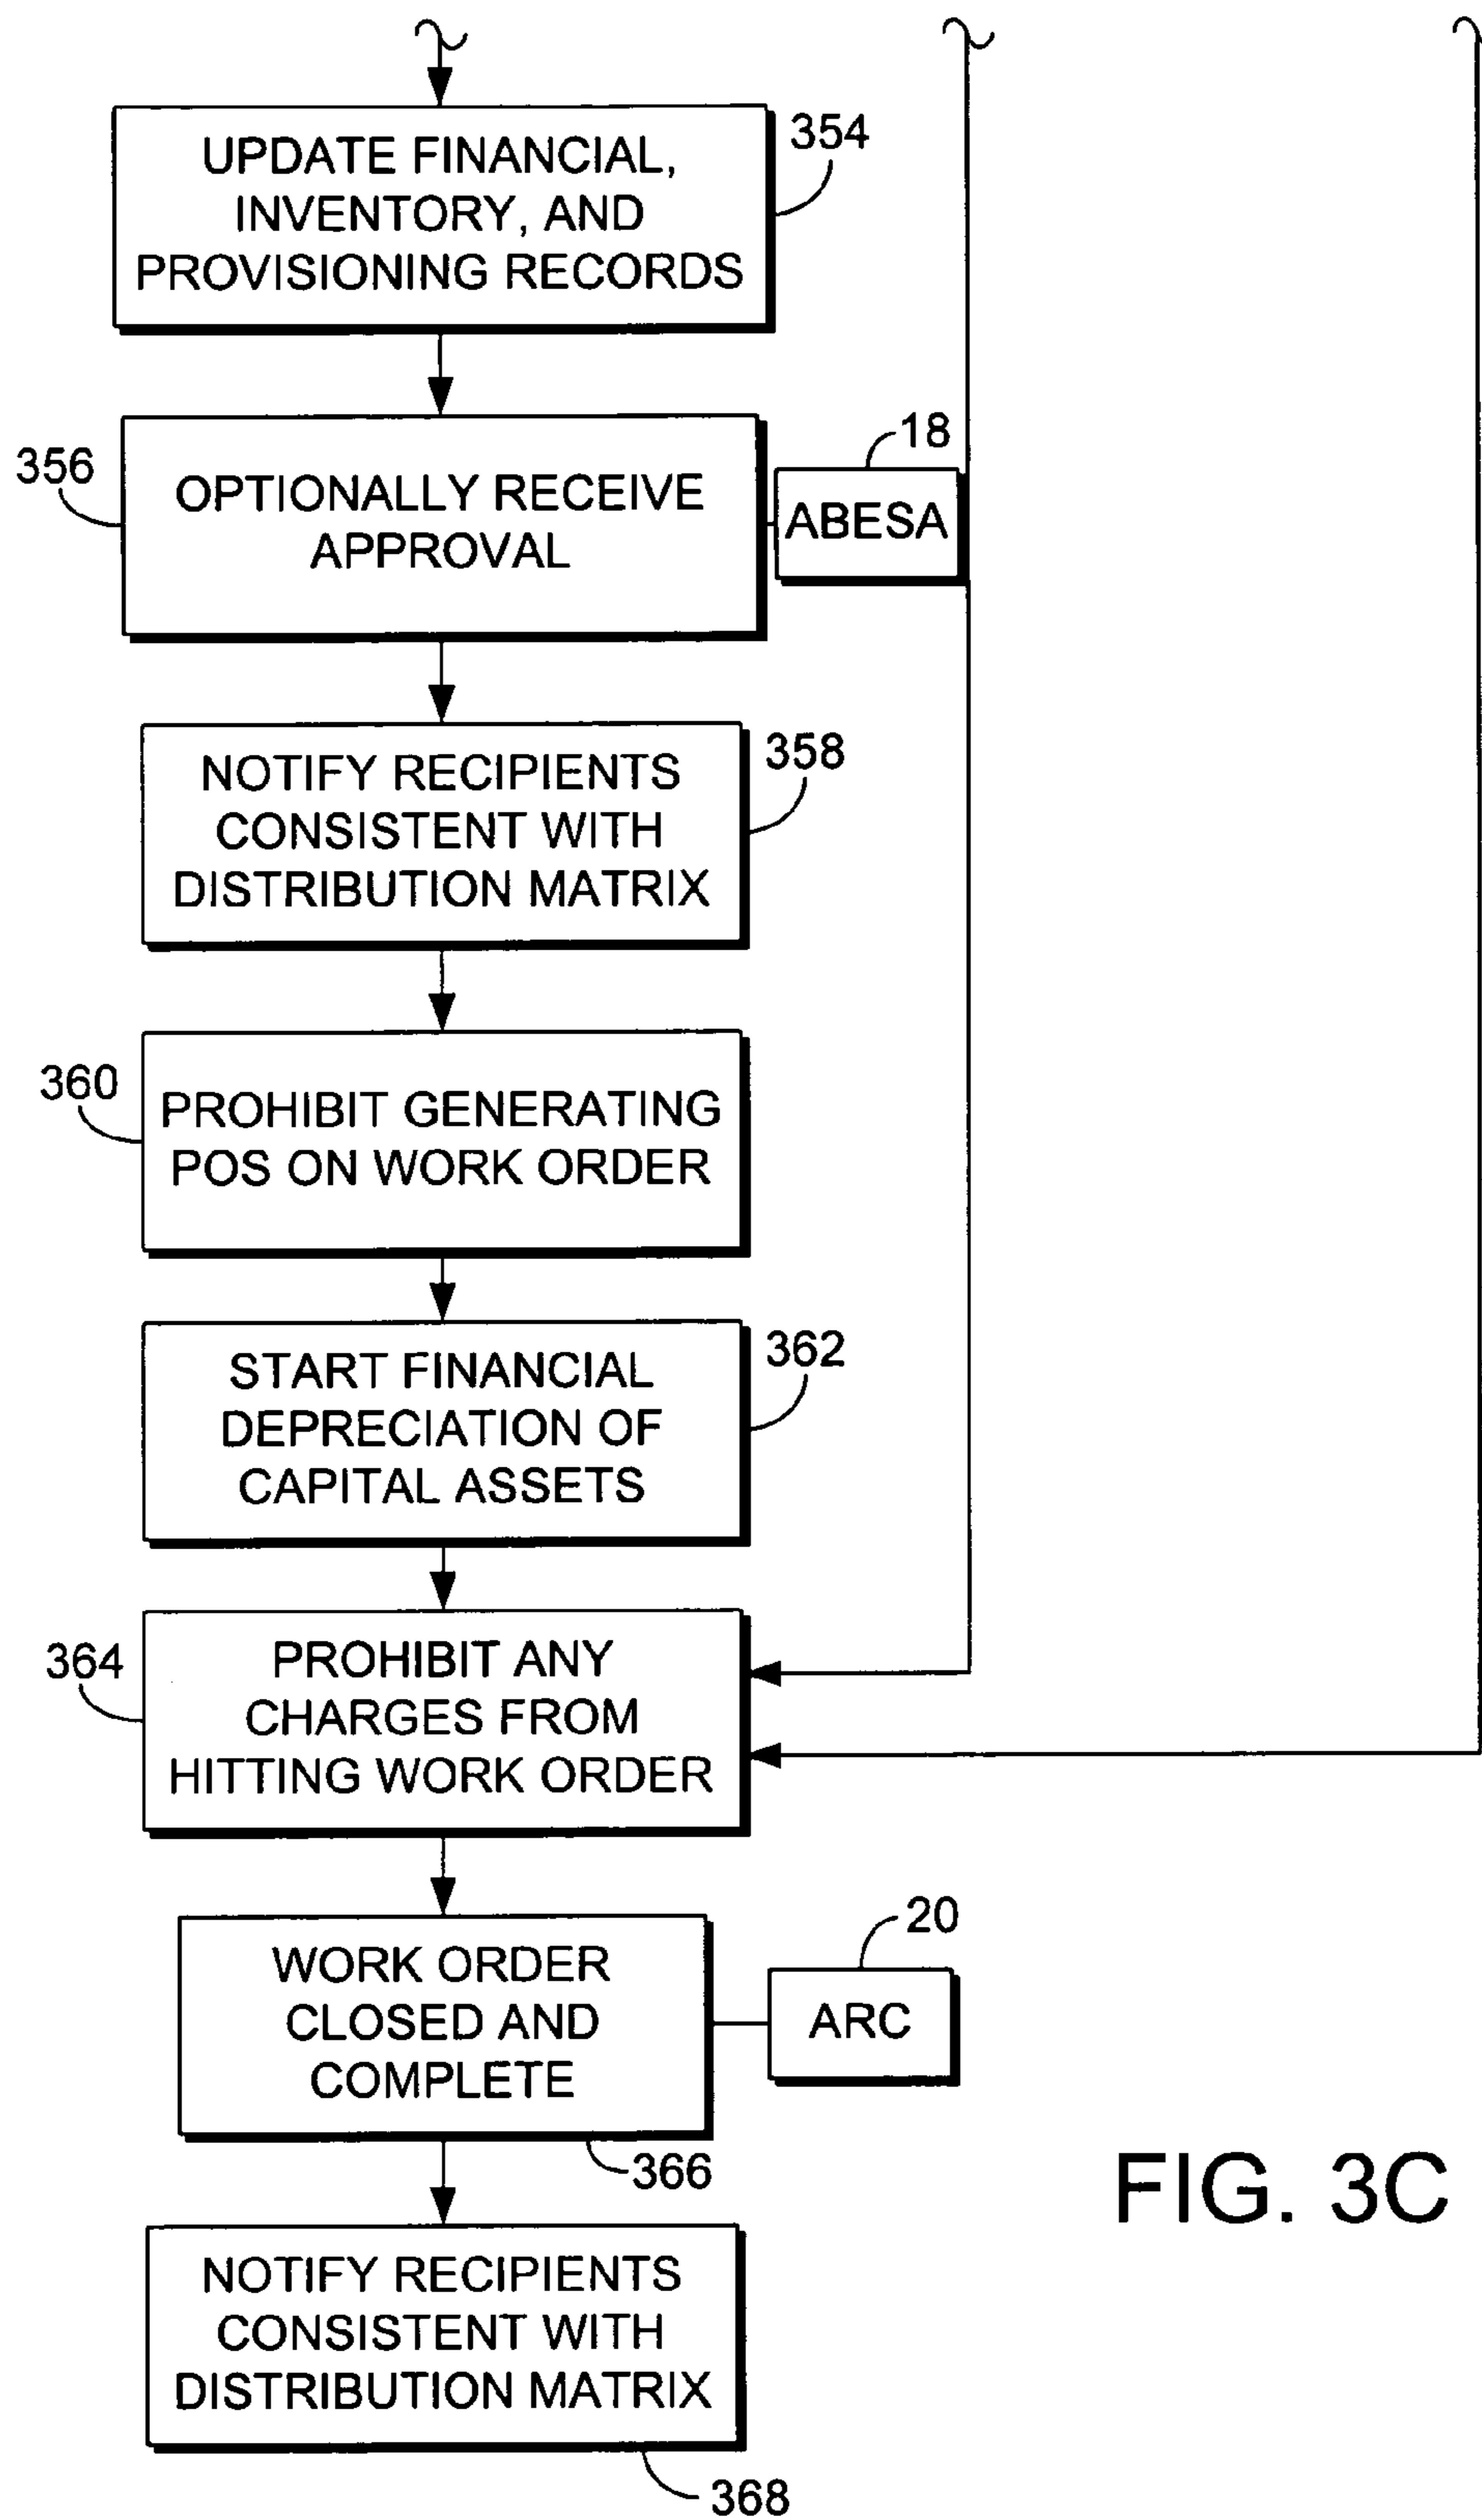 354
UPDATE FINANCIAL,
INVENTORY, AND
PROVISIONING RECORDS
356
OPTIONALLY RECEIVE
APPROVAL
18
ABESA
358
NOTIFY RECIPIENTS
CONSISTENT WITH
DISTRIBUTION MATRIX
360
PROHIBIT GENERATING
POS ON WORK ORDER
362
START FINANCIAL
DEPRECIATION OF
CAPITAL ASSETS
364
PROHIBIT ANY
CHARGES FROM
HITTING WORK ORDER
20
WORK ORDER
CLOSED AND
COMPLETE
ARC
366
NOTIFY RECIPIENTS
CONSISTENT WITH
DISTRIBUTION MATRIX
368
FIG. 3C